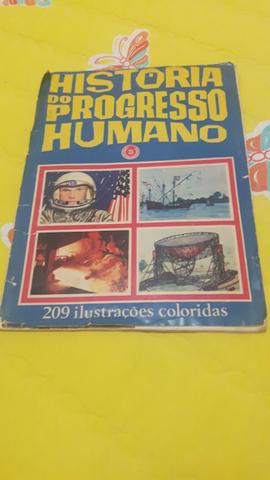 HISTÓRIA
DO PROGRESSO
HUMANO
209 ilustrações coloridas